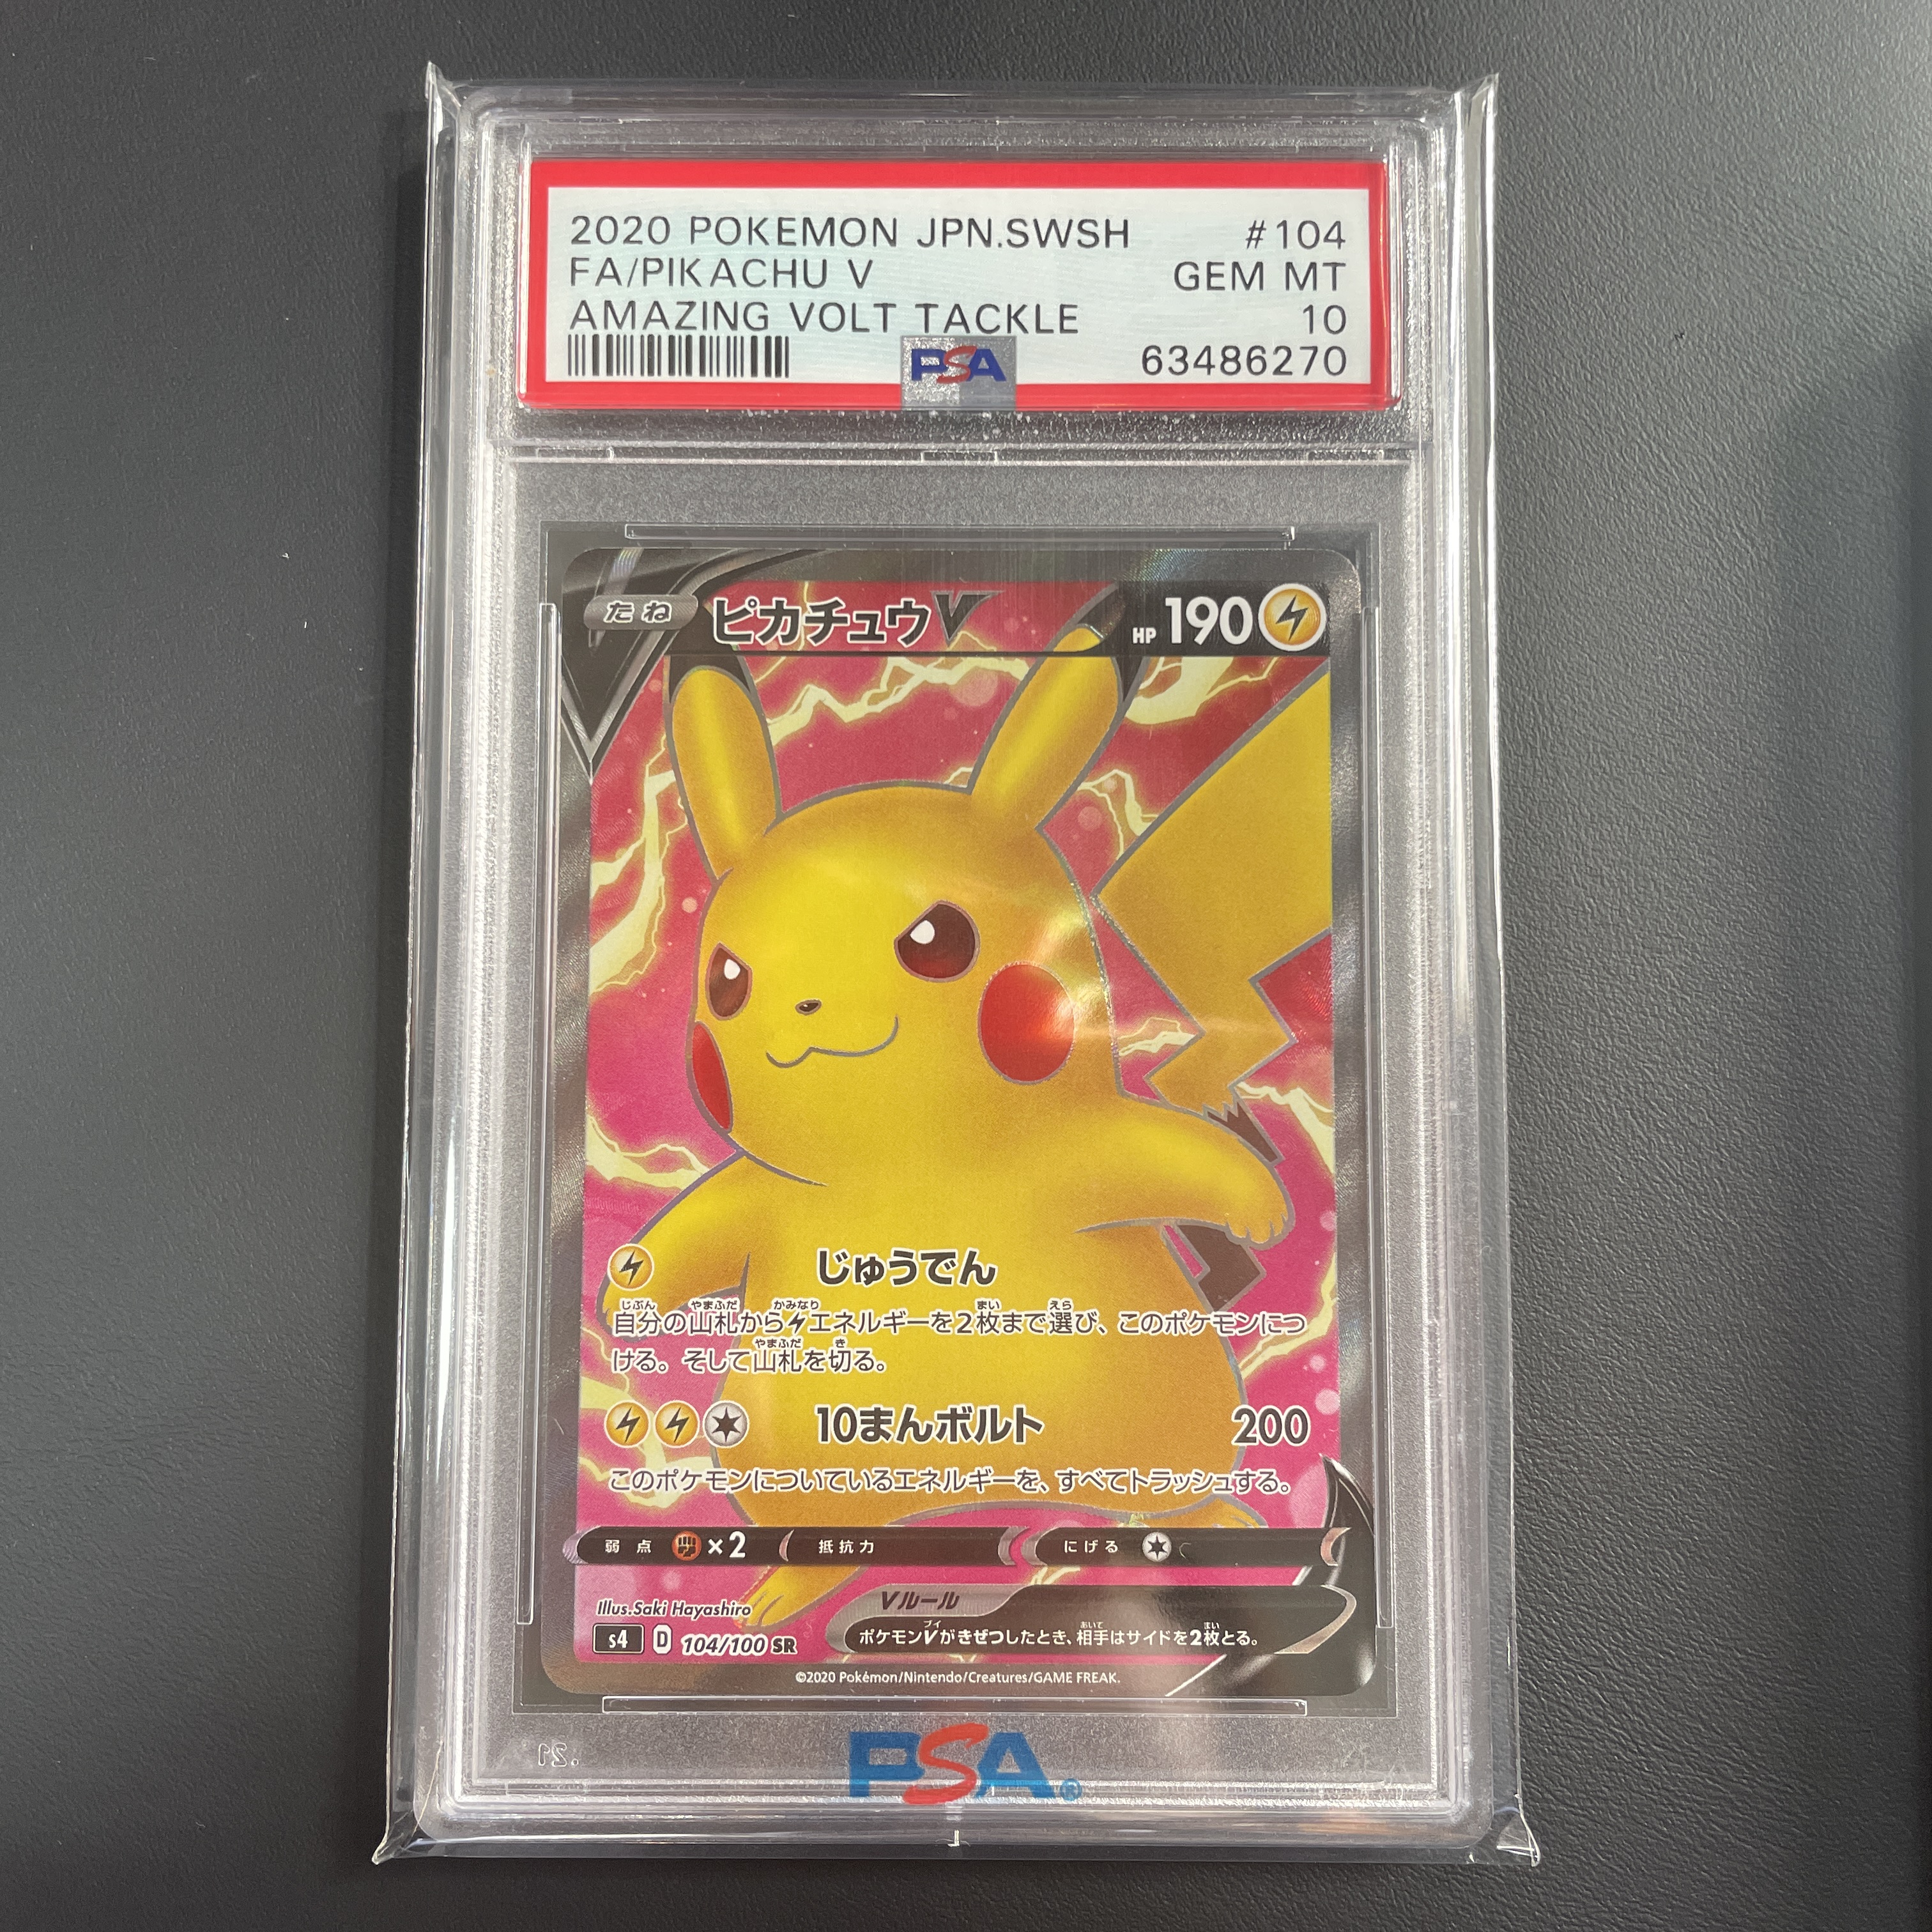 2020 POKEMON JPN.SWSH #104
FA/PIKACHU V GEM MT
AMAZING VOLT TACKLE 10
PSA 63486270
たね ピカチュウV HP 190
じゅうでん
自分の山札からエネルギーを2枚まで選び、このポケモンにつ
ける。そして山札を切る。
10まんボルト 200
このポケモンについているエネルギーを、すべてトラッシュする。
弱点 ×2 抵抗力 にげる
Illus.Saki Hayashiro Vルール
s4 D 104/100 SR ポケモンVがきぜつしたとき、相手はサイドを2枚とる。
©2020 Pokémon/Nintendo/Creatures/GAME FREAK.
PSA®